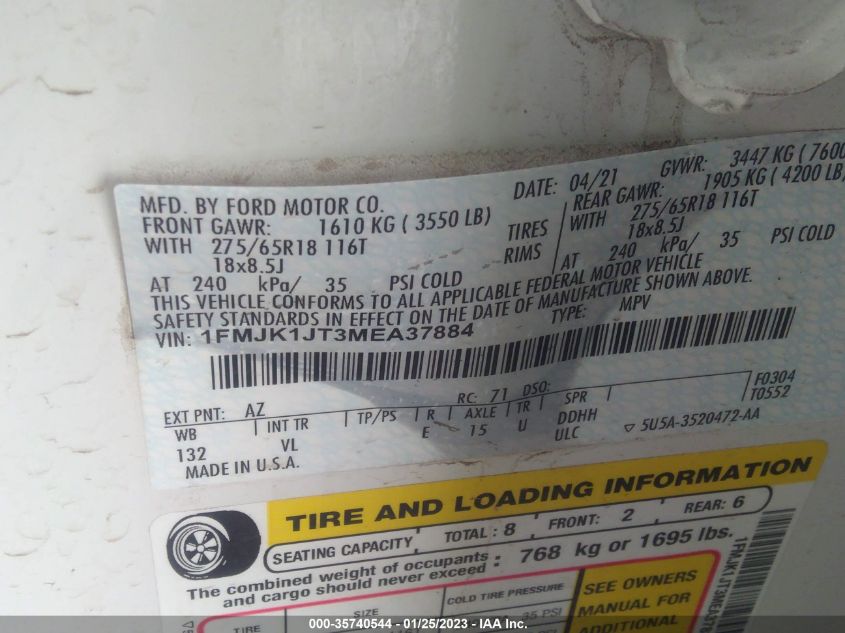 MFD. BY FORD MOTOR CO.
DATE: 04/21
GVWR: 3447 KG ( 7600
FRONT GAWR: 1610 KG ( 3550 LB)
REAR GAWR: 1905 KG ( 4200 LB)
WITH 275/65R18 116T
TIRES
WITH 275/65R18 116T
18x8.5J
RIMS
18x8.5J
AT 240 kPa/ 35 PSI COLD
AT 240 kPa/ 35 PSI COLD
THIS VEHICLE CONFORMS TO ALL APPLICABLE FEDERAL MOTOR VEHICLE
SAFETY STANDARDS IN EFFECT ON THE DATE OF MANUFACTURE SHOWN ABOVE.
VIN: 1FMJK1JT3MEA37884
TYPE: MPV
EXT PNT: AZ
RC: 71
DSO:
F0304
T0552
WB
INT TR
TP/PS
R
AXLE
TR
SPR
132
VL
E
15
U
DDHH
ULC
5U5A-3520472-AA
MADE IN U.S.A.
TIRE AND LOADING INFORMATION
SEATING CAPACITY
TOTAL : 8
FRONT: 2
REAR: 6
The combined weight of occupants and cargo should never exceed : 768 kg or 1695 lbs.
TIRE
SIZE
COLD TIRE PRESSURE
35 PSI
SEE OWNERS
MANUAL FOR
ADDITIONAL
000-35740544 - 01/25/2023 - IAA Inc.